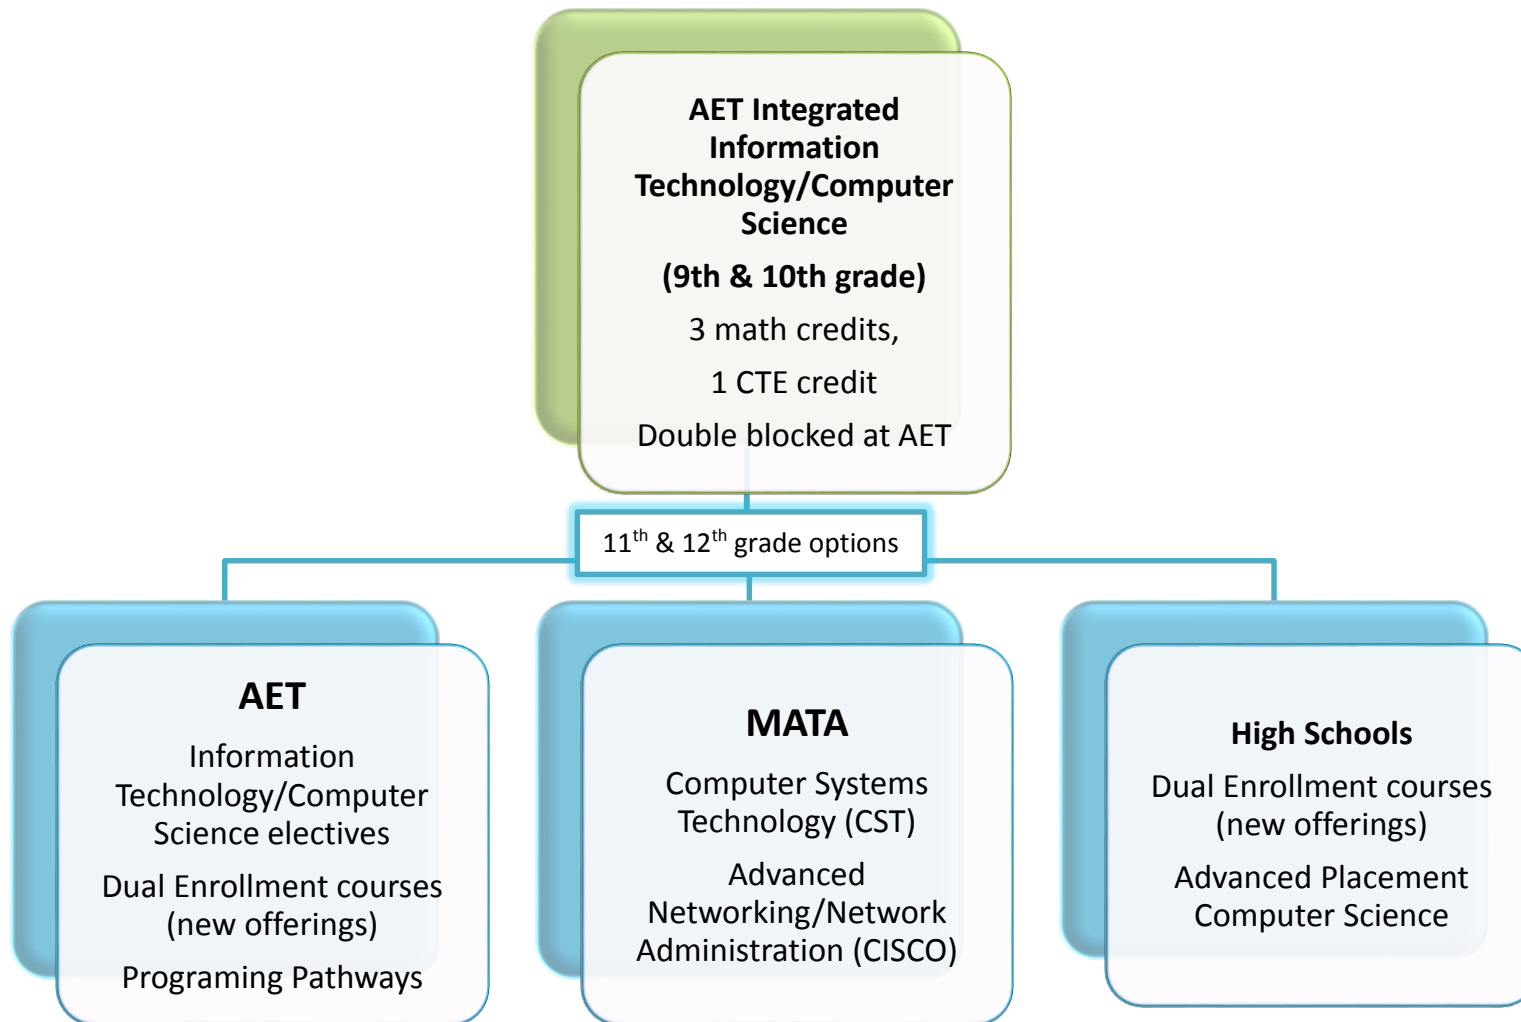 AET Integrated
Information
Technology/Computer
Science
(9th & 10th grade)
3 math credits,
1 CTE credit
Double blocked at AET
11th & 12th grade options
AET
Information
Technology/Computer
Science electives
Dual Enrollment courses
(new offerings)
Programing Pathways
MATA
Computer Systems
Technology (CST)
Advanced
Networking/Network
Administration (CISCO)
High Schools
Dual Enrollment courses
(new offerings)
Advanced Placement
Computer Science